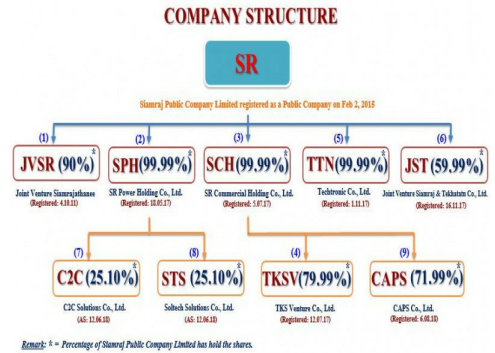 COMPANY STRUCTURE
SR
Siamraj Public Company Limited registered as a Public Company on Feb 2, 2015
(1) (2) (3) (5) (6)
JVSR (90%)* SPH(99.99%)* SCH(99.99%)* TTN(99.99%)* JST (59.99%)*
Joint Venture Siamrajathanee SR Power Holding Co., Ltd. SR Commercial Holding Co., Ltd. Techtronic Co., Ltd. Joint Venture Siamraj & Tokhatatu Co., Ltd.
(Registered: 4.10.11) (Registered: 18.05.17) (Registered: 5.07.17) (Registered: 1.11.17) (Registered: 16.11.17)
(7) (8) (4) (9)
C2C (25.10%)* STS (25.10%)* TKSV(79.99%)* CAPS (71.99%)*
C2C Solutions Co., Ltd. Soltech Solutions Co., Ltd. TKS Venture Co., Ltd. CAPS Co., Ltd.
(AS: 12.06.18) (AS: 12.06.18) (Registered: 12.07.17) (Registered: 6.08.18)
Remark: * = Percentage of Siamraj Public Company Limited has hold the shares.